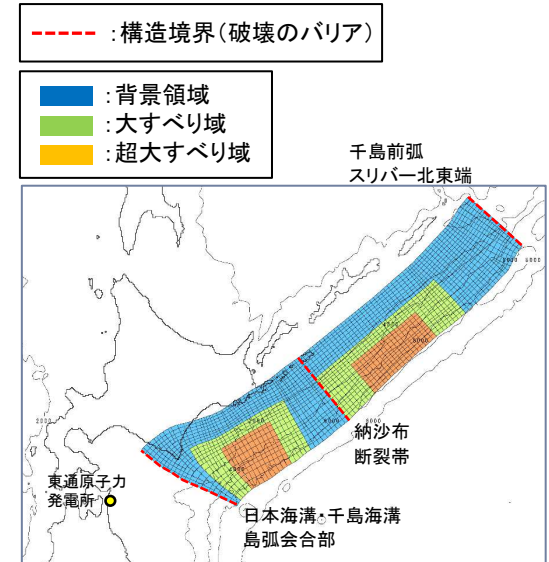 ：構造境界（破壊のバリア）
：背景領域
：大すべり域
：超大すべり域
千島前弧
スリバー北東端
納沙布
断裂帯
東通原子力
発電所
日本海溝・千島海溝
島弧会合部